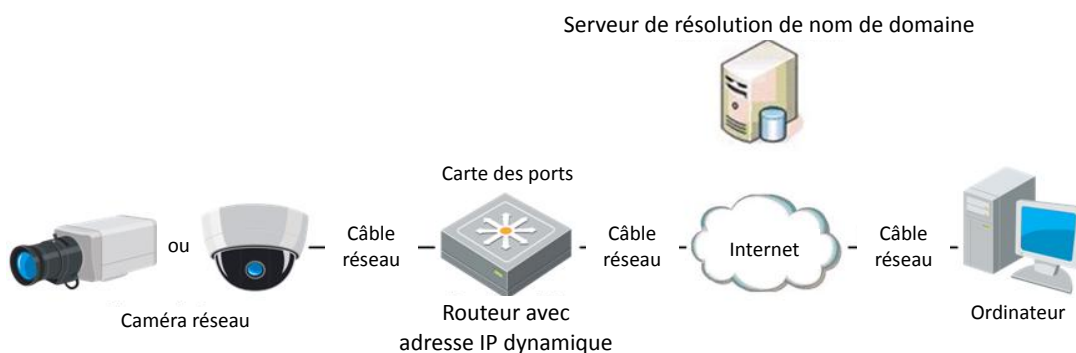 Serveur de résolution de nom de domaine
Carte des ports
ou
Câble
réseau
Câble
réseau
Internet
Câble
réseau
Caméra réseau
Routeur avec
adresse IP dynamique
Ordinateur